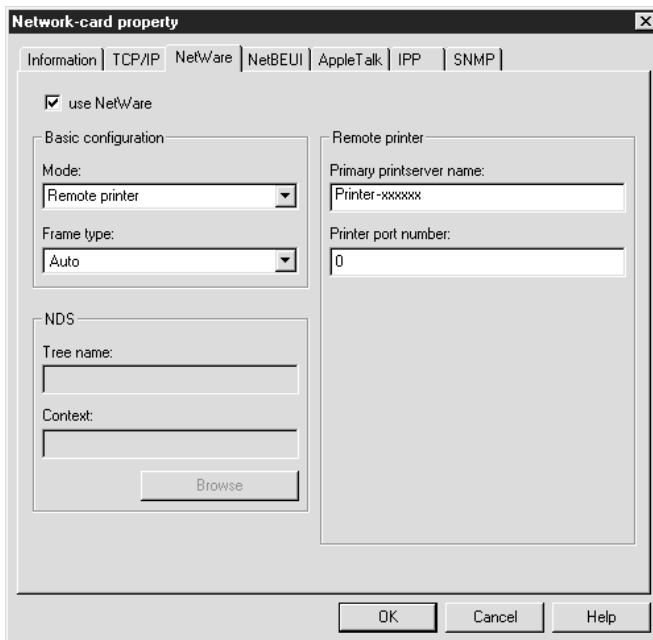 Network-card property
Information TCP/IP NetWare NetBEUI AppleTalk IPP SNMP
use NetWare
Basic configuration
Mode:
Remote printer
Frame type:
Auto
NDS
Tree name:
Context:
Browse
Remote printer
Primary printserver name:
Printer-xxxxxx
Printer port number:
0
OK Cancel Help